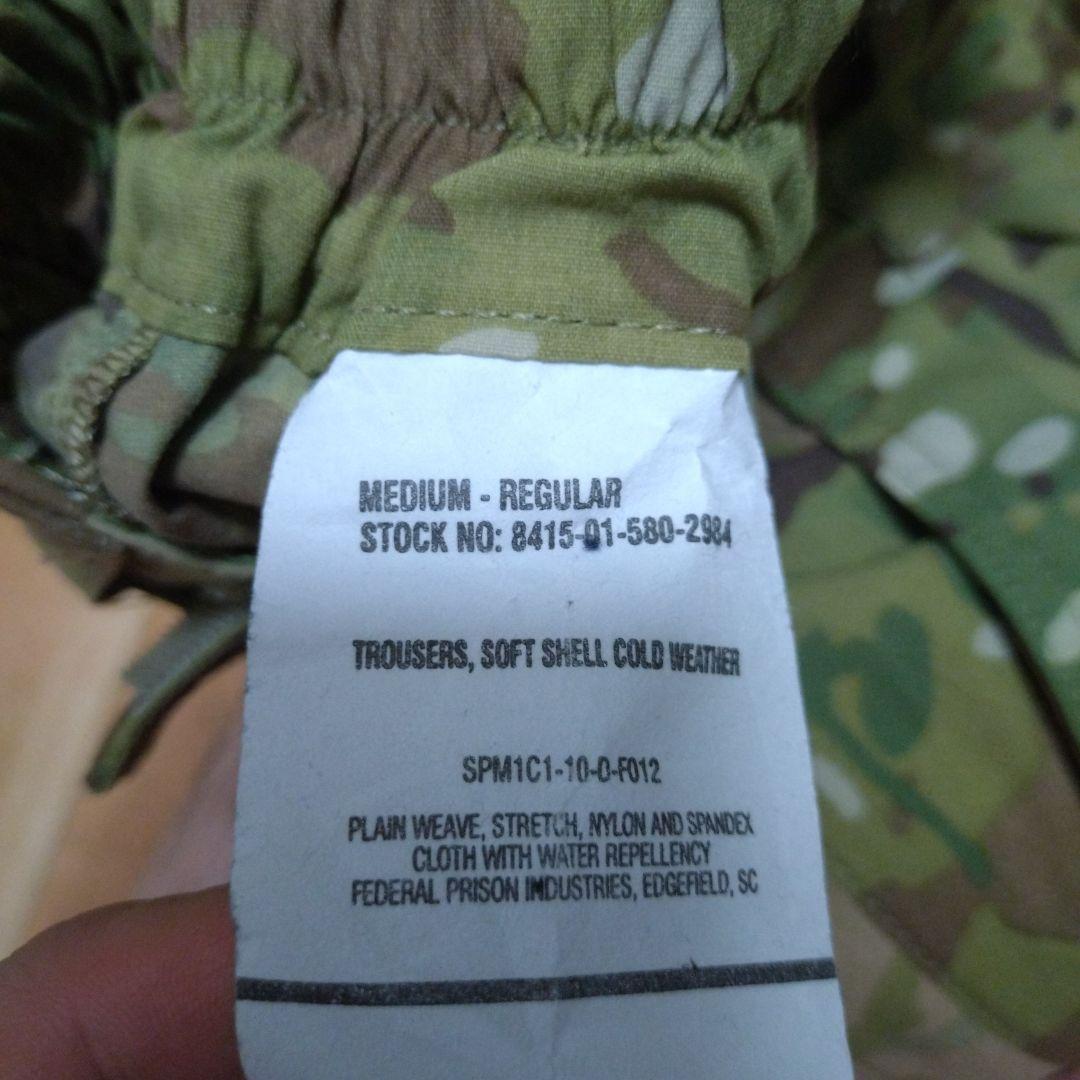 MEDIUM - REGULAR
STOCK NO: 8415-01-580-2984
TROUSERS, SOFT SHELL COLD WEATHER
SPM1C1-10-D-F012
PLAIN WEAVE, STRETCH, NYLON AND SPANDEX
CLOTH WITH WATER REPELLENCY
FEDERAL PRISON INDUSTRIES, EDGEFIELD, SC